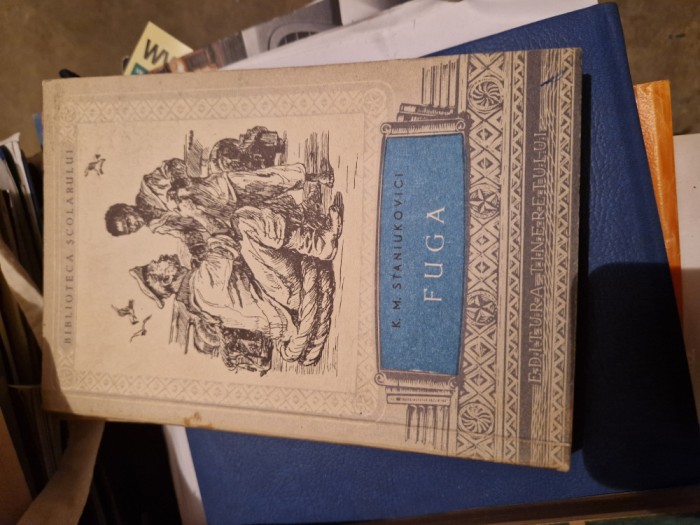 BIBLIOTECA ȘCOLARULUI
K. M. STANIUKOVICI
FUGA
EDITURA TINERETULUI
W